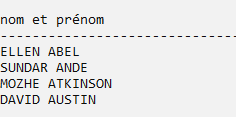 nom et prénom
------------------------------
ELLEN ABEL
SUNDAR ANDE
MOZHE ATKINSON
DAVID AUSTIN